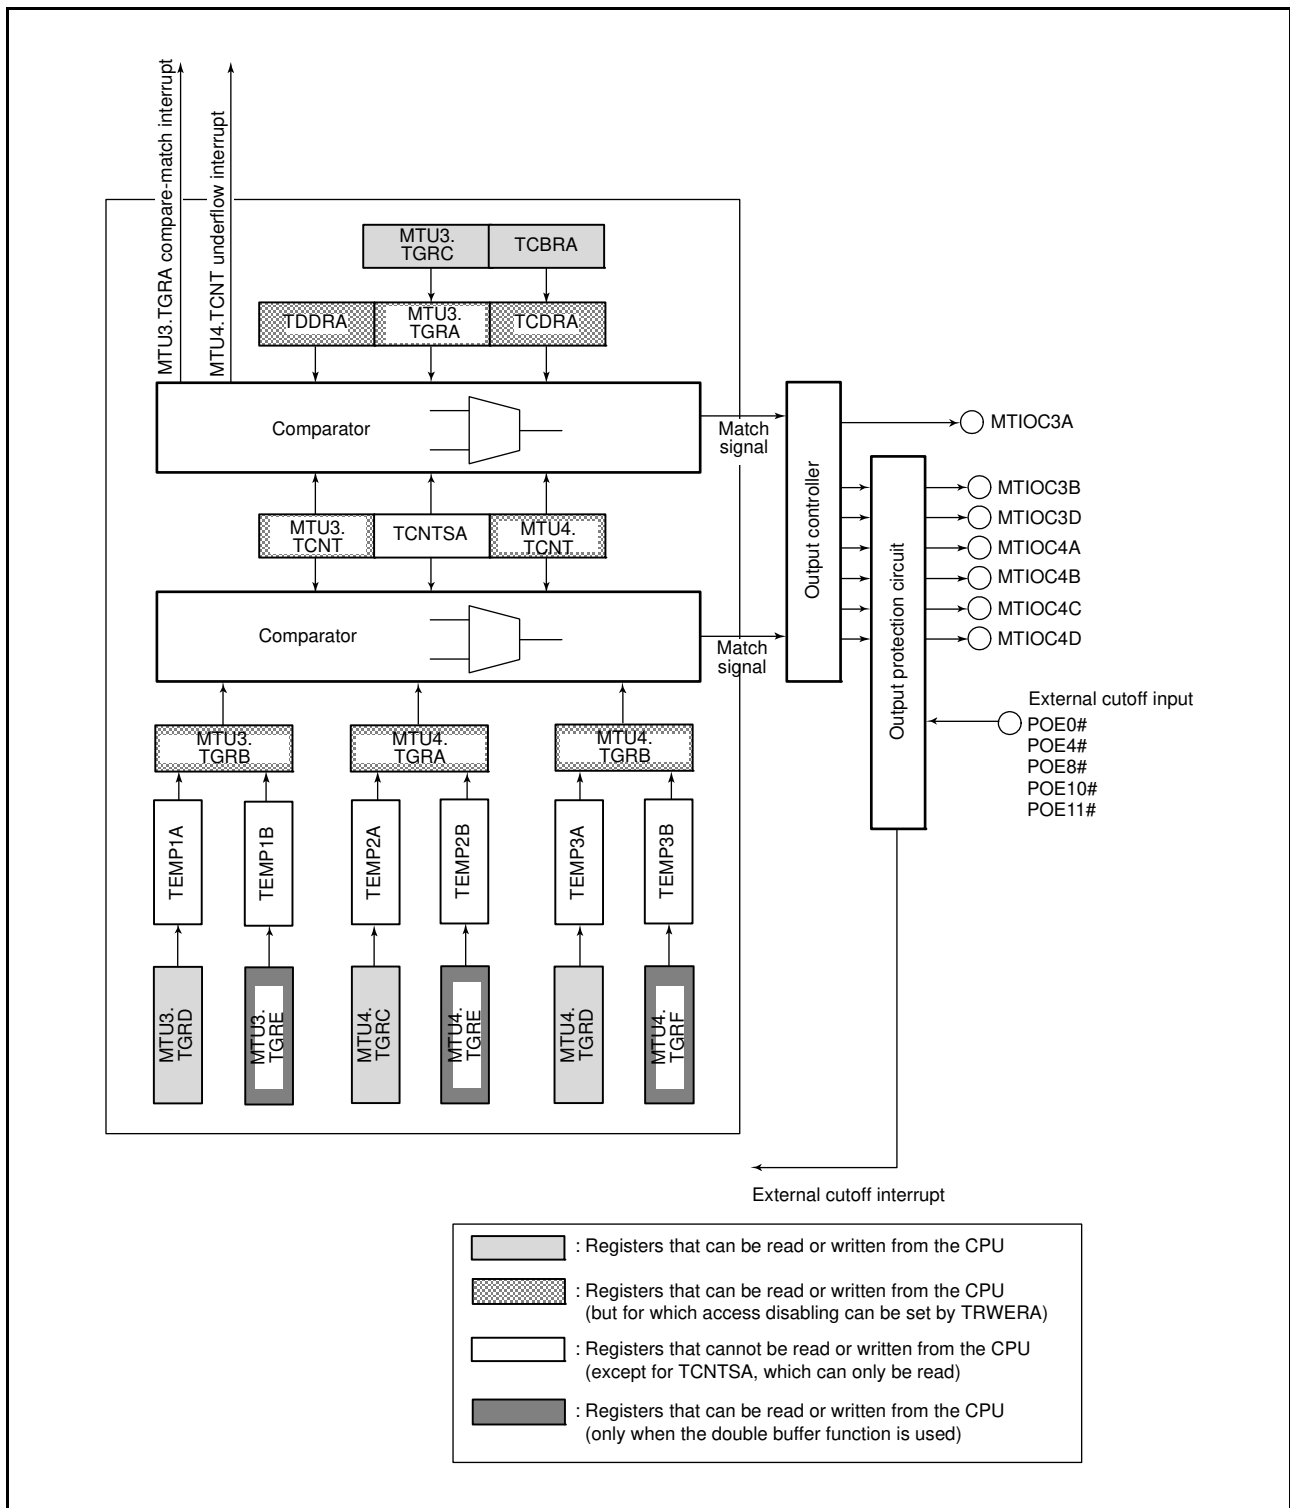 MTU3.TGRA compare-match interrupt
MTU4.TCNT underflow interrupt
MTU3.
TGRC
TCBRA
TDDRA
MTU3.
TGRA
TCDRA
Comparator
Match
signal
MTU3.
TCNT
TCNTSA
MTU4.
TCNT
Comparator
Match
signal
Output controller
Output protection circuit
MTIOC3A
MTIOC3B
MTIOC3D
MTIOC4A
MTIOC4B
MTIOC4C
MTIOC4D
External cutoff input
POE0#
POE4#
POE8#
POE10#
POE11#
MTU3.
TGRB
MTU4.
TGRA
MTU4.
TGRB
TEMP1A
TEMP1B
TEMP2A
TEMP2B
TEMP3A
TEMP3B
MTU3.
TGRD
MTU3.
TGRE
MTU4.
TGRC
MTU4.
TGRE
MTU4.
TGRD
MTU4.
TGRF
External cutoff interrupt
: Registers that can be read or written from the CPU
: Registers that can be read or written from the CPU
(but for which access disabling can be set by TRWERA)
: Registers that cannot be read or written from the CPU
(except for TCNTSA, which can only be read)
: Registers that can be read or written from the CPU
(only when the double buffer function is used)